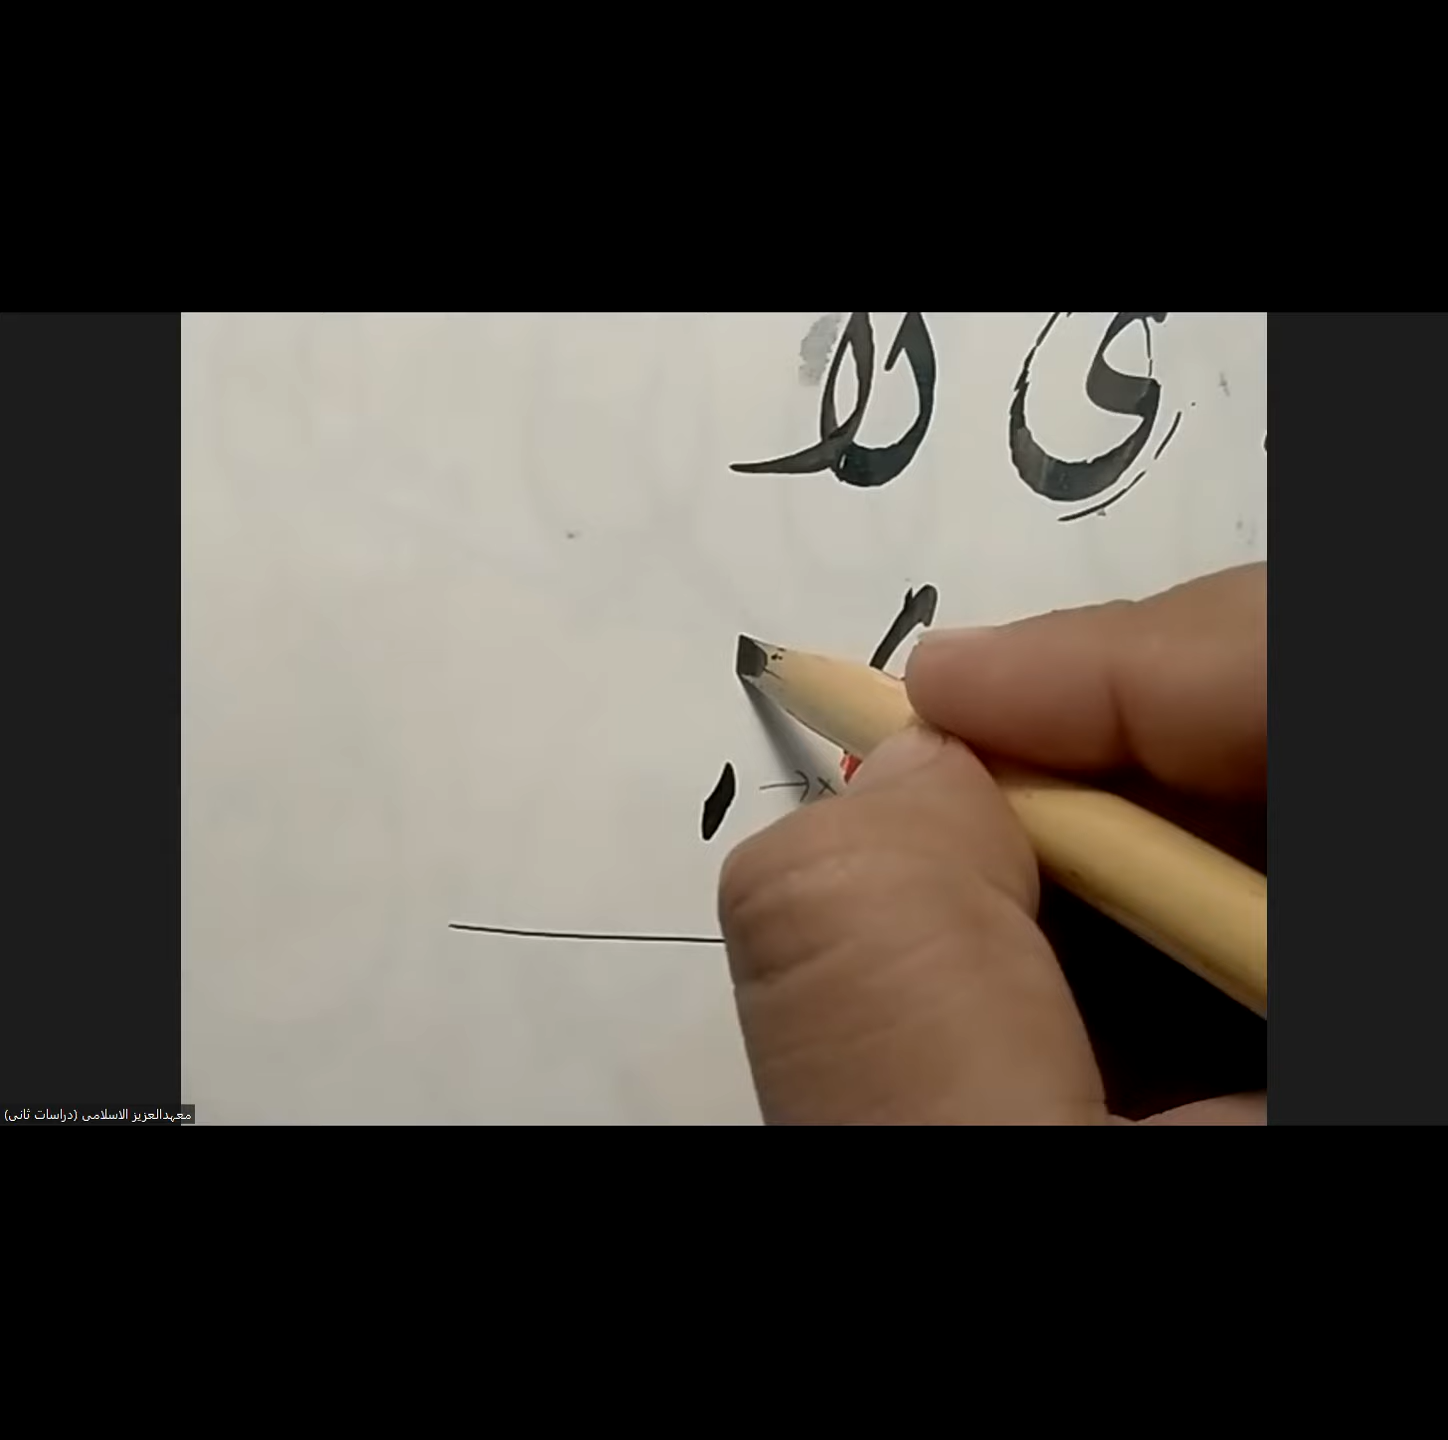 ي لا
→ x
معهدالعزیز الاسلامی (دراسات ثانی)